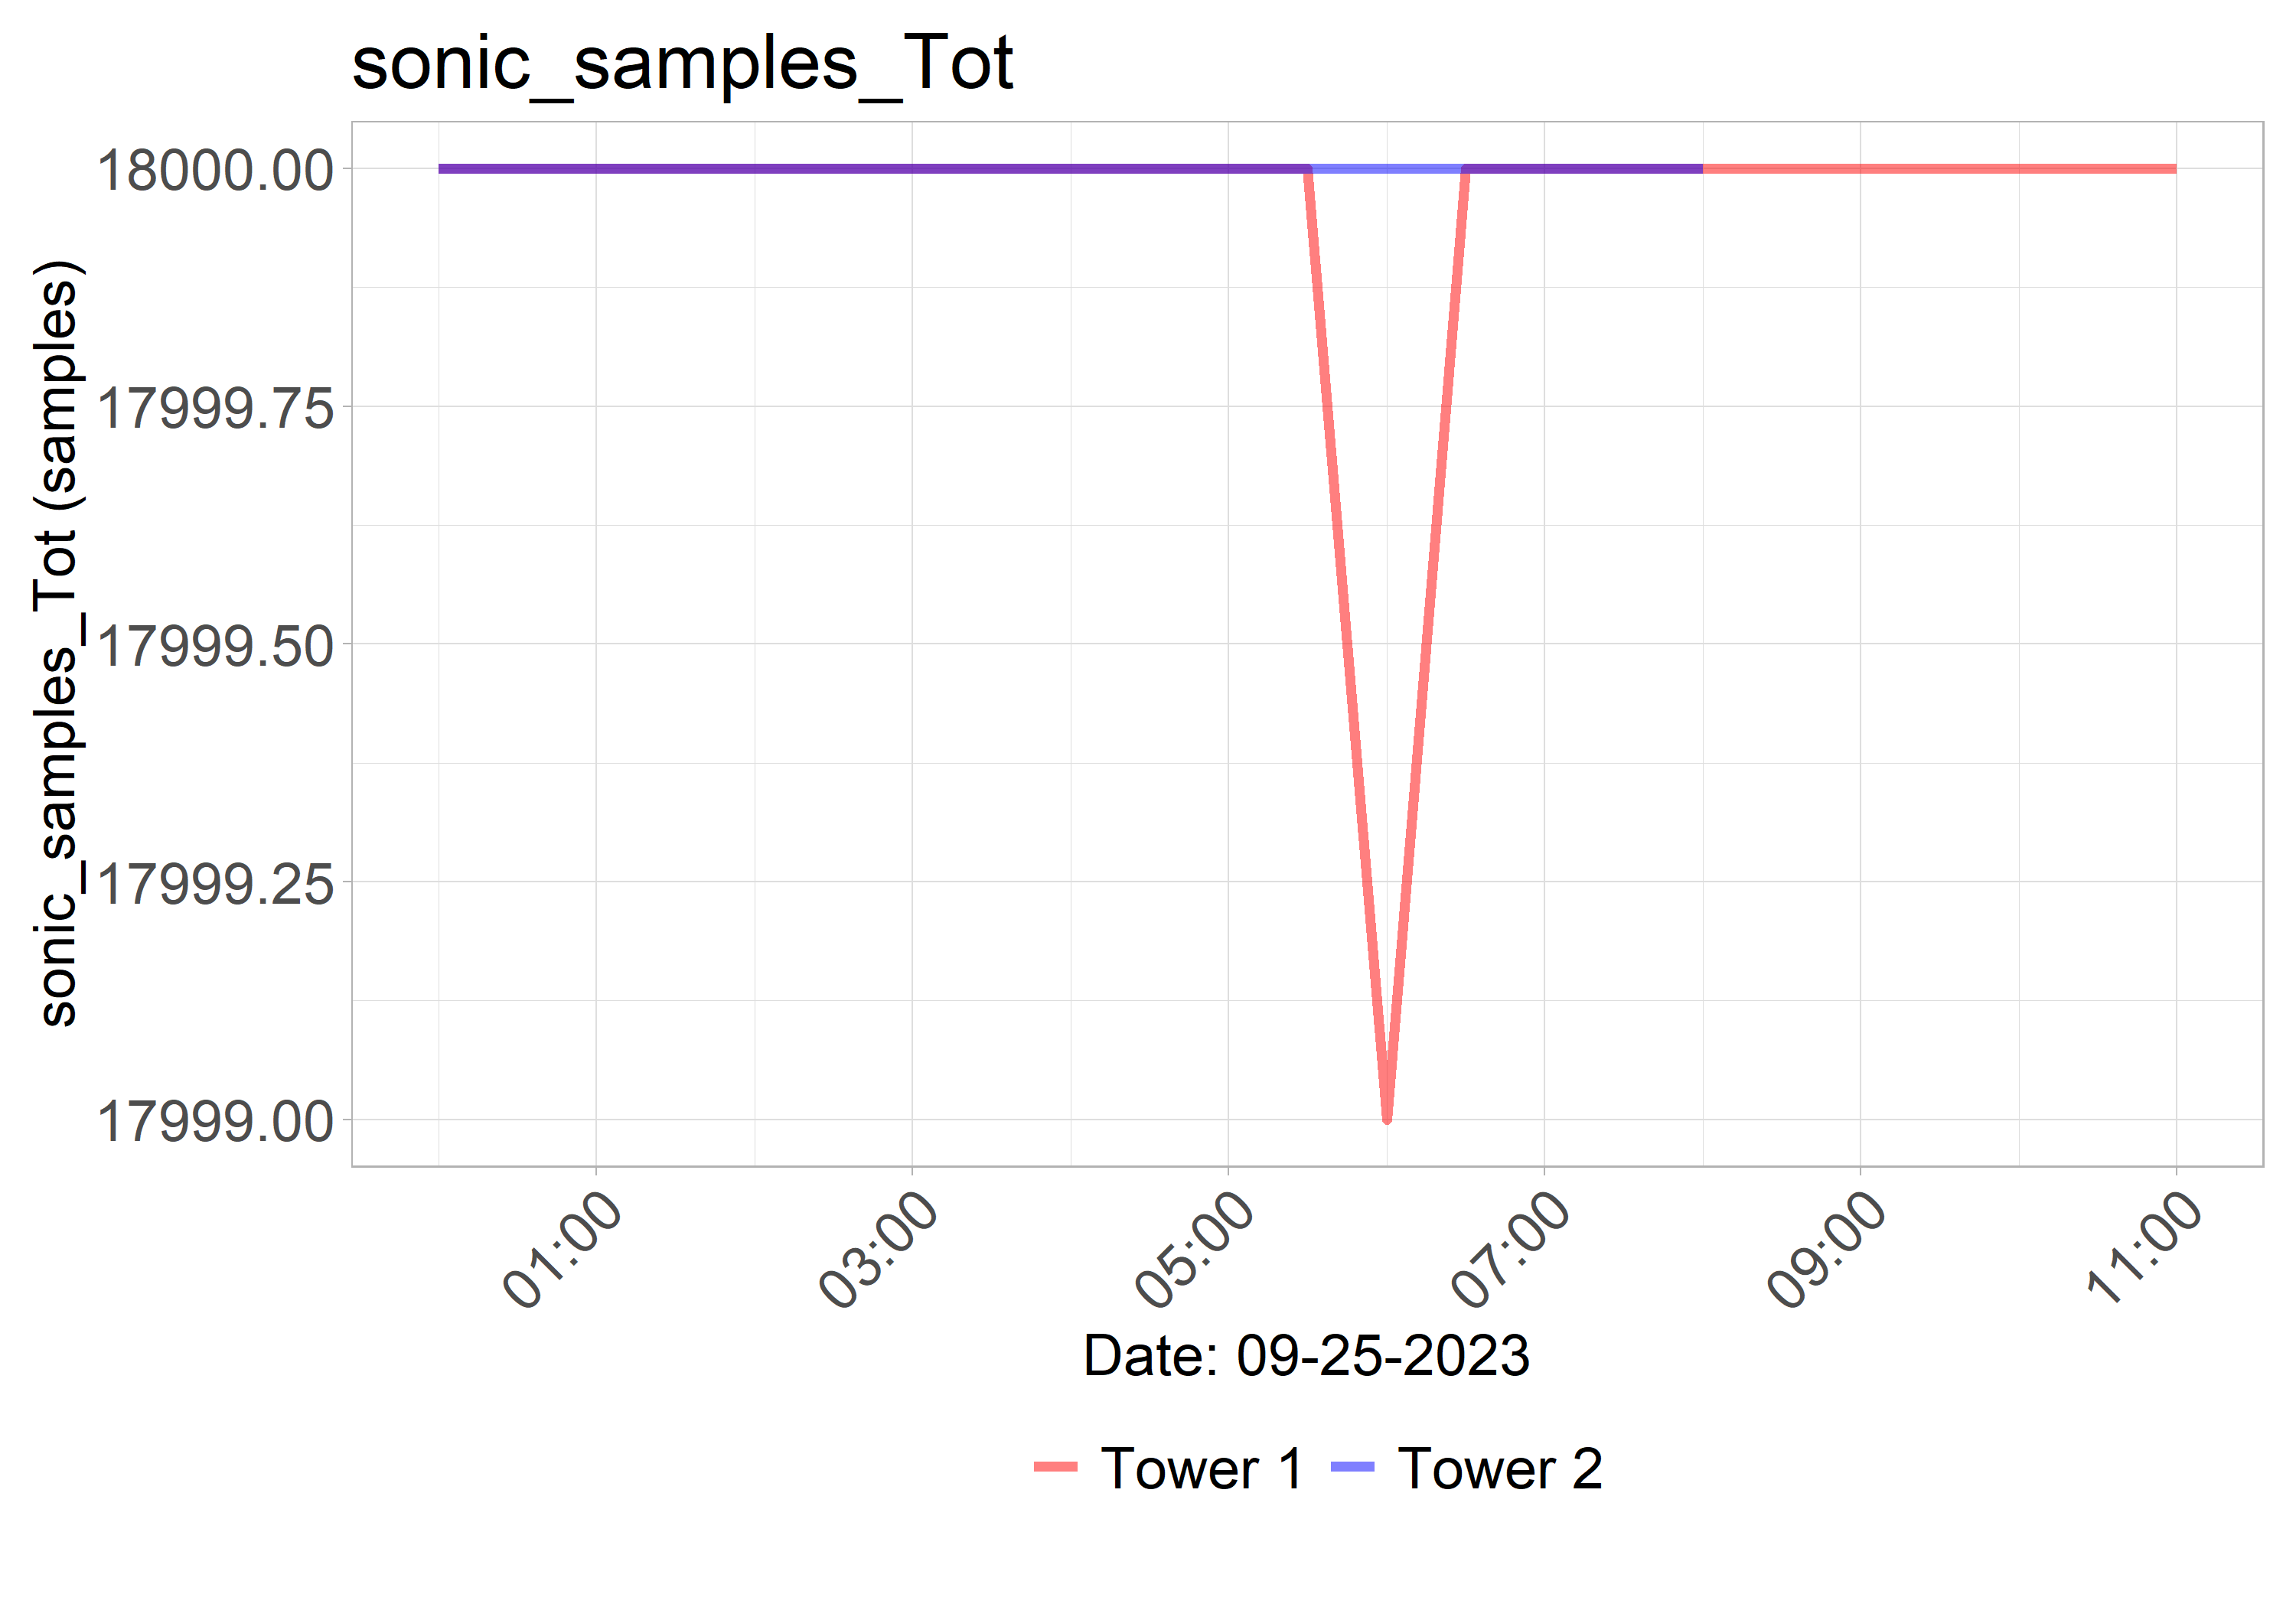 sonic_samples_Tot
sonic_samples_Tot (samples)
18000.00
17999.75
17999.50
17999.25
17999.00
01:00
03:00
05:00
07:00
09:00
11:00
Date: 09-25-2023
Tower 1
Tower 2